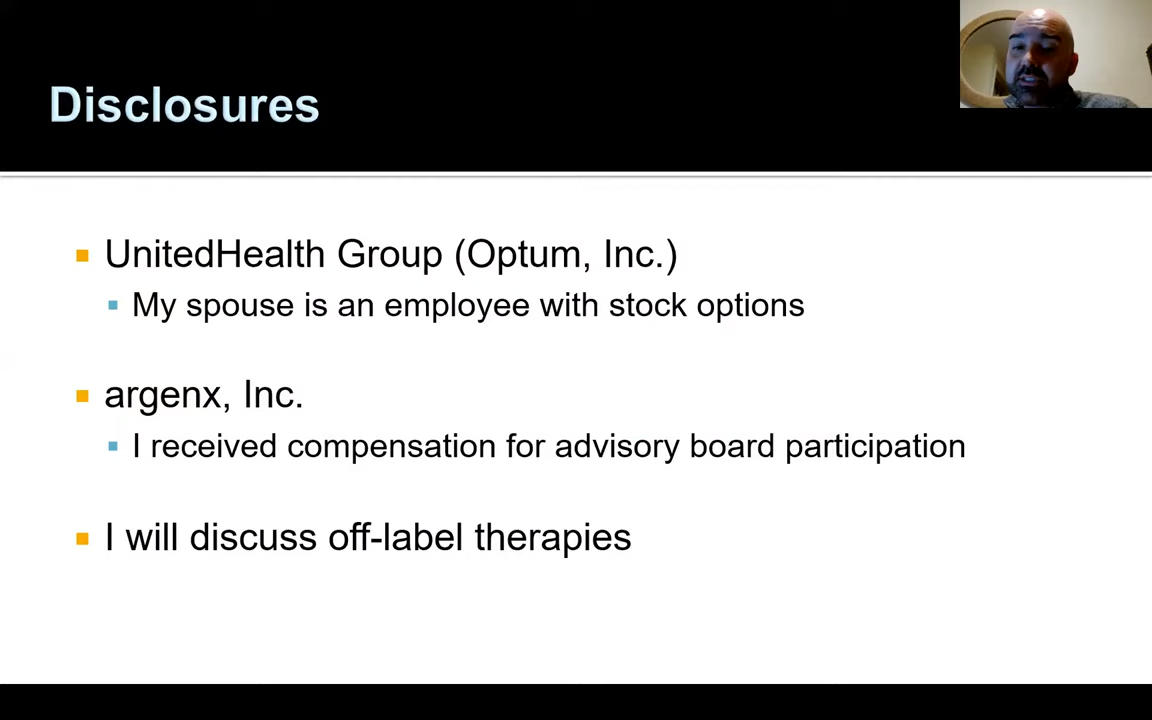 Disclosures
UnitedHealth Group (Optum, Inc.)
My spouse is an employee with stock options
argenx, Inc.
I received compensation for advisory board participation
I will discuss off-label therapies